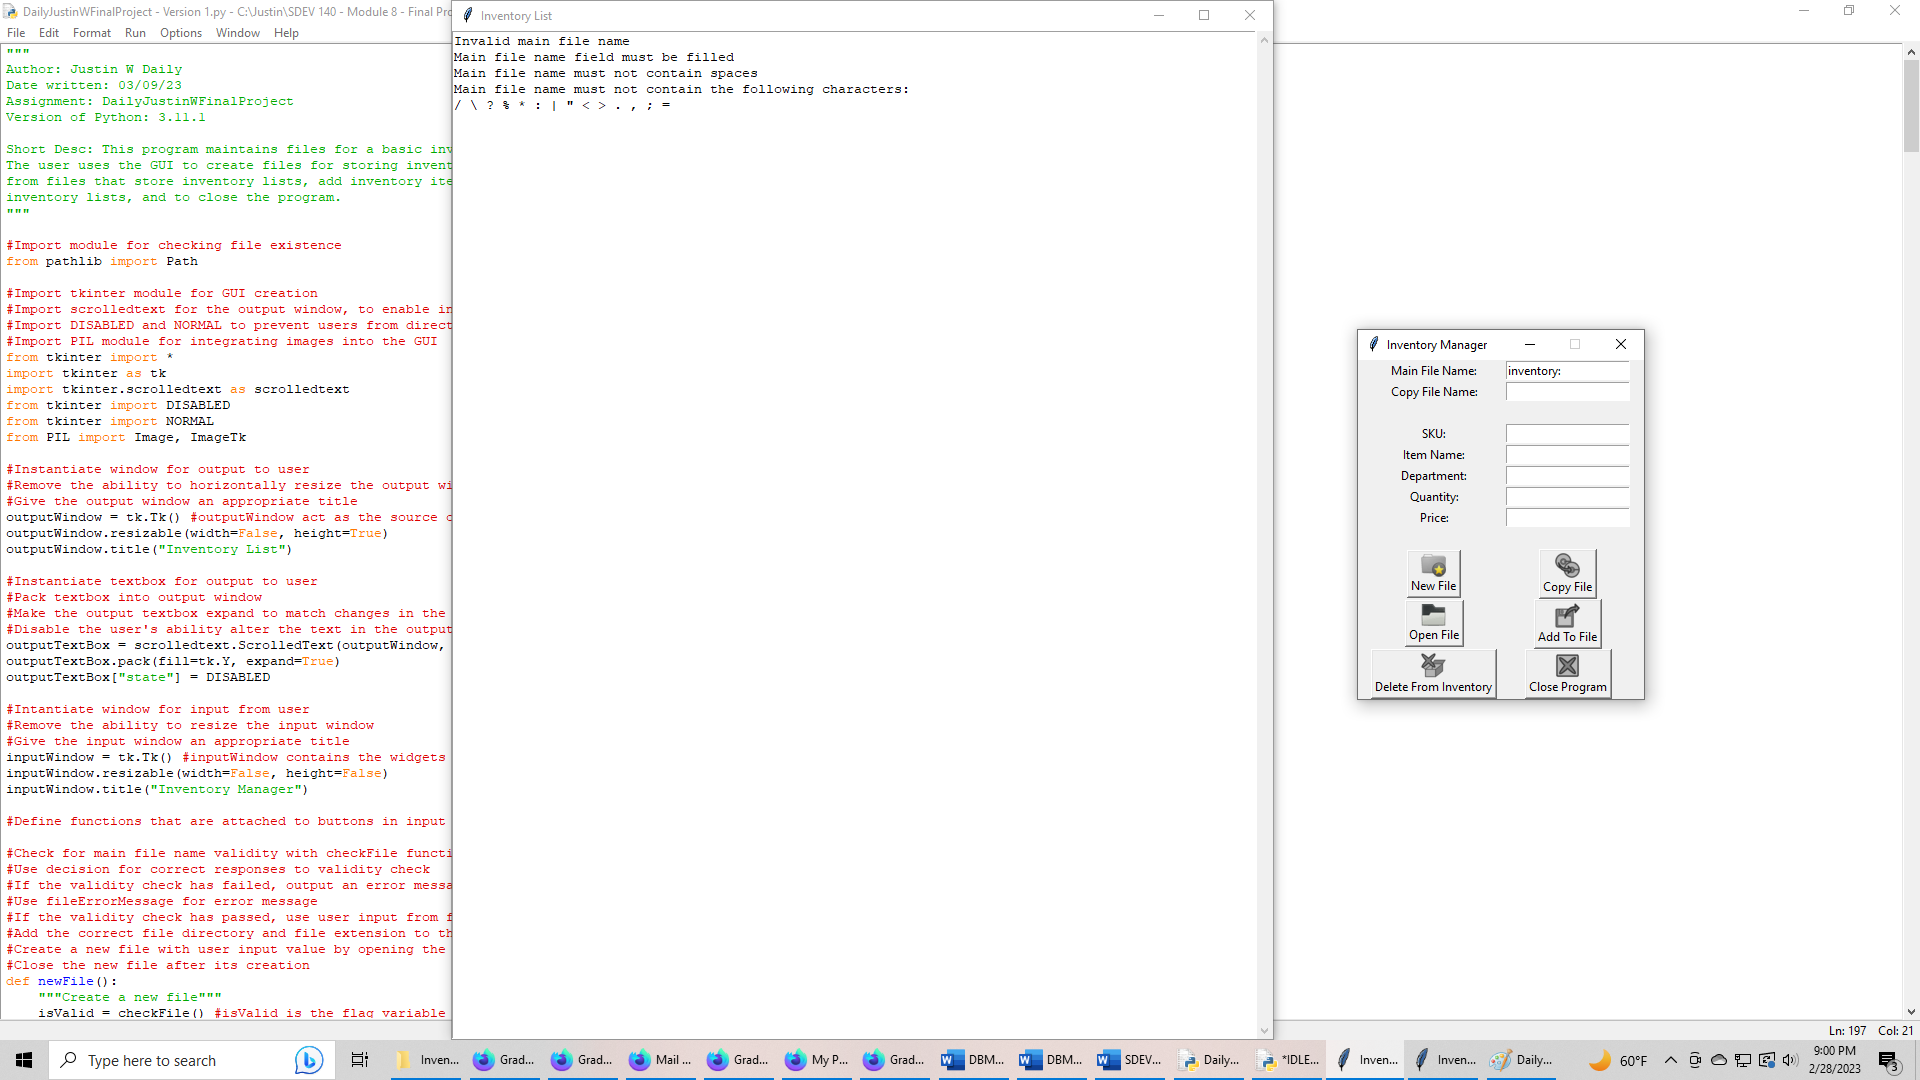 DailyJustinWFinalProject - Version 1.py - C:\Justin\SDEV 140 - Module 8 - Final Pro
File Edit Format Run Options Window Help
"""
Author: Justin W Daily
Date written: 03/09/23
Assignment: DailyJustinWFinalProject
Version of Python: 3.11.1
Short Desc: This program maintains files for a basic inv
The user uses the GUI to create files for storing invent
from files that store inventory lists, add inventory ite
inventory lists, and to close the program.
"""
#Import module for checking file existence
from pathlib import Path
#Import tkinter module for GUI creation
#Import scrolledtext for the output window, to enable in
#Import DISABLED and NORMAL to prevent users from direct
#Import PIL module for integrating images into the GUI
from tkinter import *
import tkinter as tk
import tkinter.scrolledtext as scrolledtext
from tkinter import DISABLED
from tkinter import NORMAL
from PIL import Image, ImageTk
#Instantiate window for output to user
#Remove the ability to horizontally resize the output wi
#Give the output window an appropriate title
outputWindow = tk.Tk() #outputWindow act as the source o
outputWindow.resizable(width=False, height=True)
outputWindow.title("Inventory List")
#Instantiate textbox for output to user
#Pack textbox into output window
#Make the output textbox expand to match changes in the
#Disable the user's ability alter the text in the output
outputTextBox = scrolledtext.ScrolledText(outputWindow,
outputTextBox.pack(fill=tk.Y, expand=True)
outputTextBox["state"] = DISABLED
#Intantiate window for input from user
#Remove the ability to resize the input window
#Give the input window an appropriate title
inputWindow = tk.Tk() #inputWindow contains the widgets
inputWindow.resizable(width=False, height=False)
inputWindow.title("Inventory Manager")
#Define functions that are attached to buttons in input
#Check for main file name validity with checkFile functi
#Use decision for correct responses to validity check
#If the validity check has failed, output an error messa
#Use fileErrorMessage for error message
#If the validity check has passed, use user input from f
#Add the correct file directory and file extension to th
#Create a new file with user input value by opening the
#Close the new file after its creation
def newFile():
"""Create a new file"""
isValid = checkFile() #isValid is the flag variable
Inventory List
Invalid main file name
Main file name field must be filled
Main file name must not contain spaces
Main file name must not contain the following characters:
/ \ ? % * : | " < > . , ; =
Inventory Manager
Main File Name: inventory:
Copy File Name:
SKU:
Item Name:
Department:
Quantity:
Price:
New File Copy File
Open File Add To File
Delete From Inventory Close Program
Ln: 197 Col: 21
Type here to search
Inven... Grad... Grad... Mail ... Grad... My P... Grad... DBM... DBM... SDEV... Daily... *IDLE... Inven... Inven... Daily...
60°F
9:00 PM
2/28/2023
3